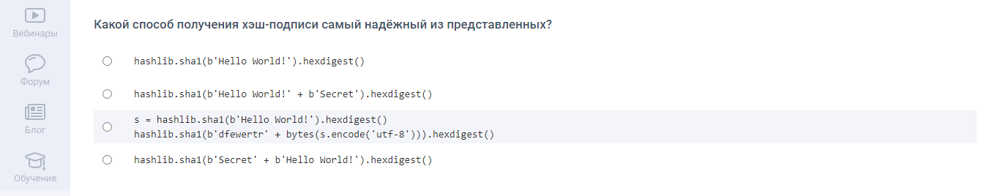 Вебинары
Форум
Блог
Обучение
Какой способ получения хэш-подписи самый надёжный из представленных?
hashlib.sha1(b'Hello World!').hexdigest()
hashlib.sha1(b'Hello World!' + b'Secret').hexdigest()
s = hashlib.sha1(b'Hello World!').hexdigest()
hashlib.sha1(b'dfewertr' + bytes(s.encode('utf-8'))).hexdigest()
hashlib.sha1(b'Secret' + b'Hello World!').hexdigest()